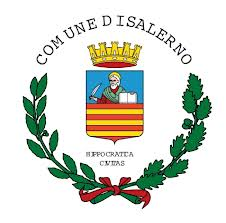 COMUNE DI SALERNO
HIPPOCRATICA
CIVITAS